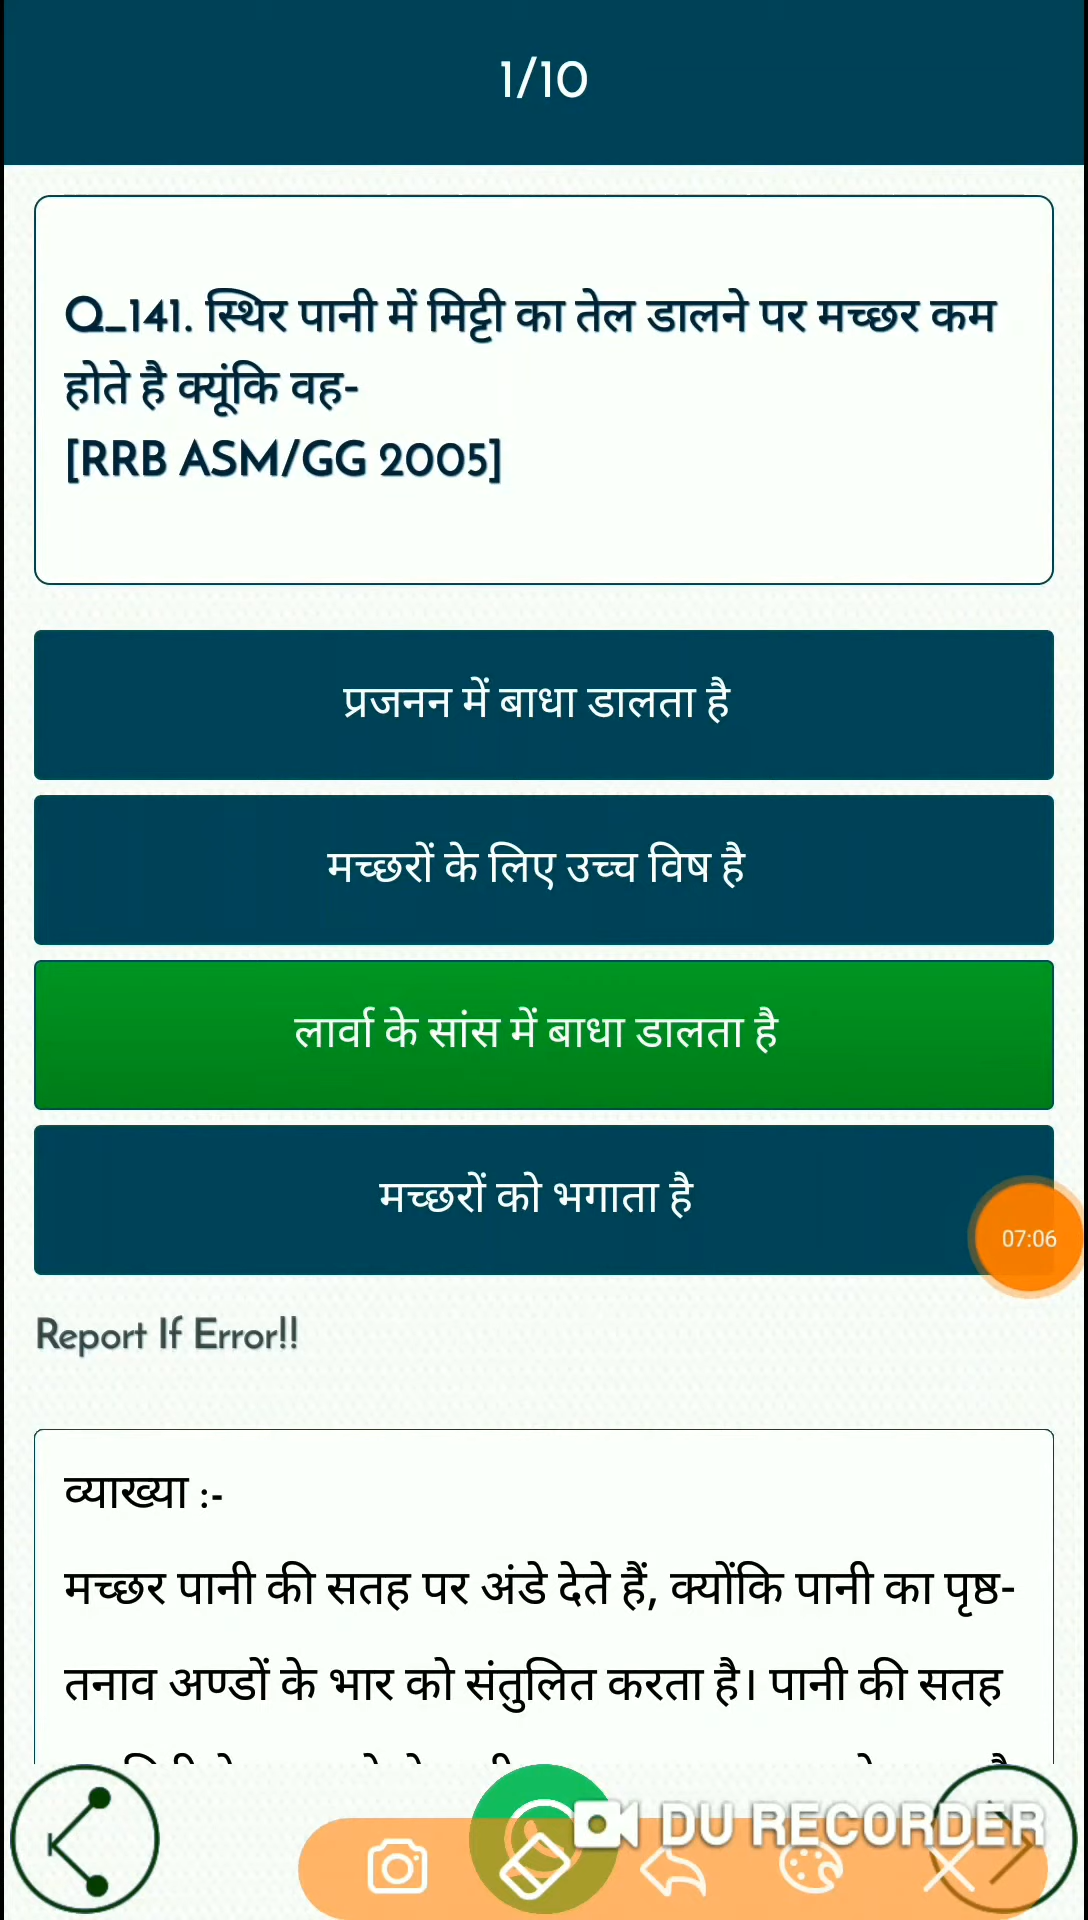 1/10
Q_141. स्थिर पानी में मिट्टी का तेल डालने पर मच्छर कम
होते है क्यूंकि वह-
[RRB ASM/GG 2005]
प्रजनन में बाधा डालता है
मच्छरों के लिए उच्च विष है
लार्वा के सांस में बाधा डालता है
मच्छरों को भगाता है
07:06
Report If Error!!
व्याख्या :-
मच्छर पानी की सतह पर अंडे देते हैं, क्योंकि पानी का पृष्ठ-
तनाव अण्डों के भार को संतुलित करता है। पानी की सतह
DU RECORDER